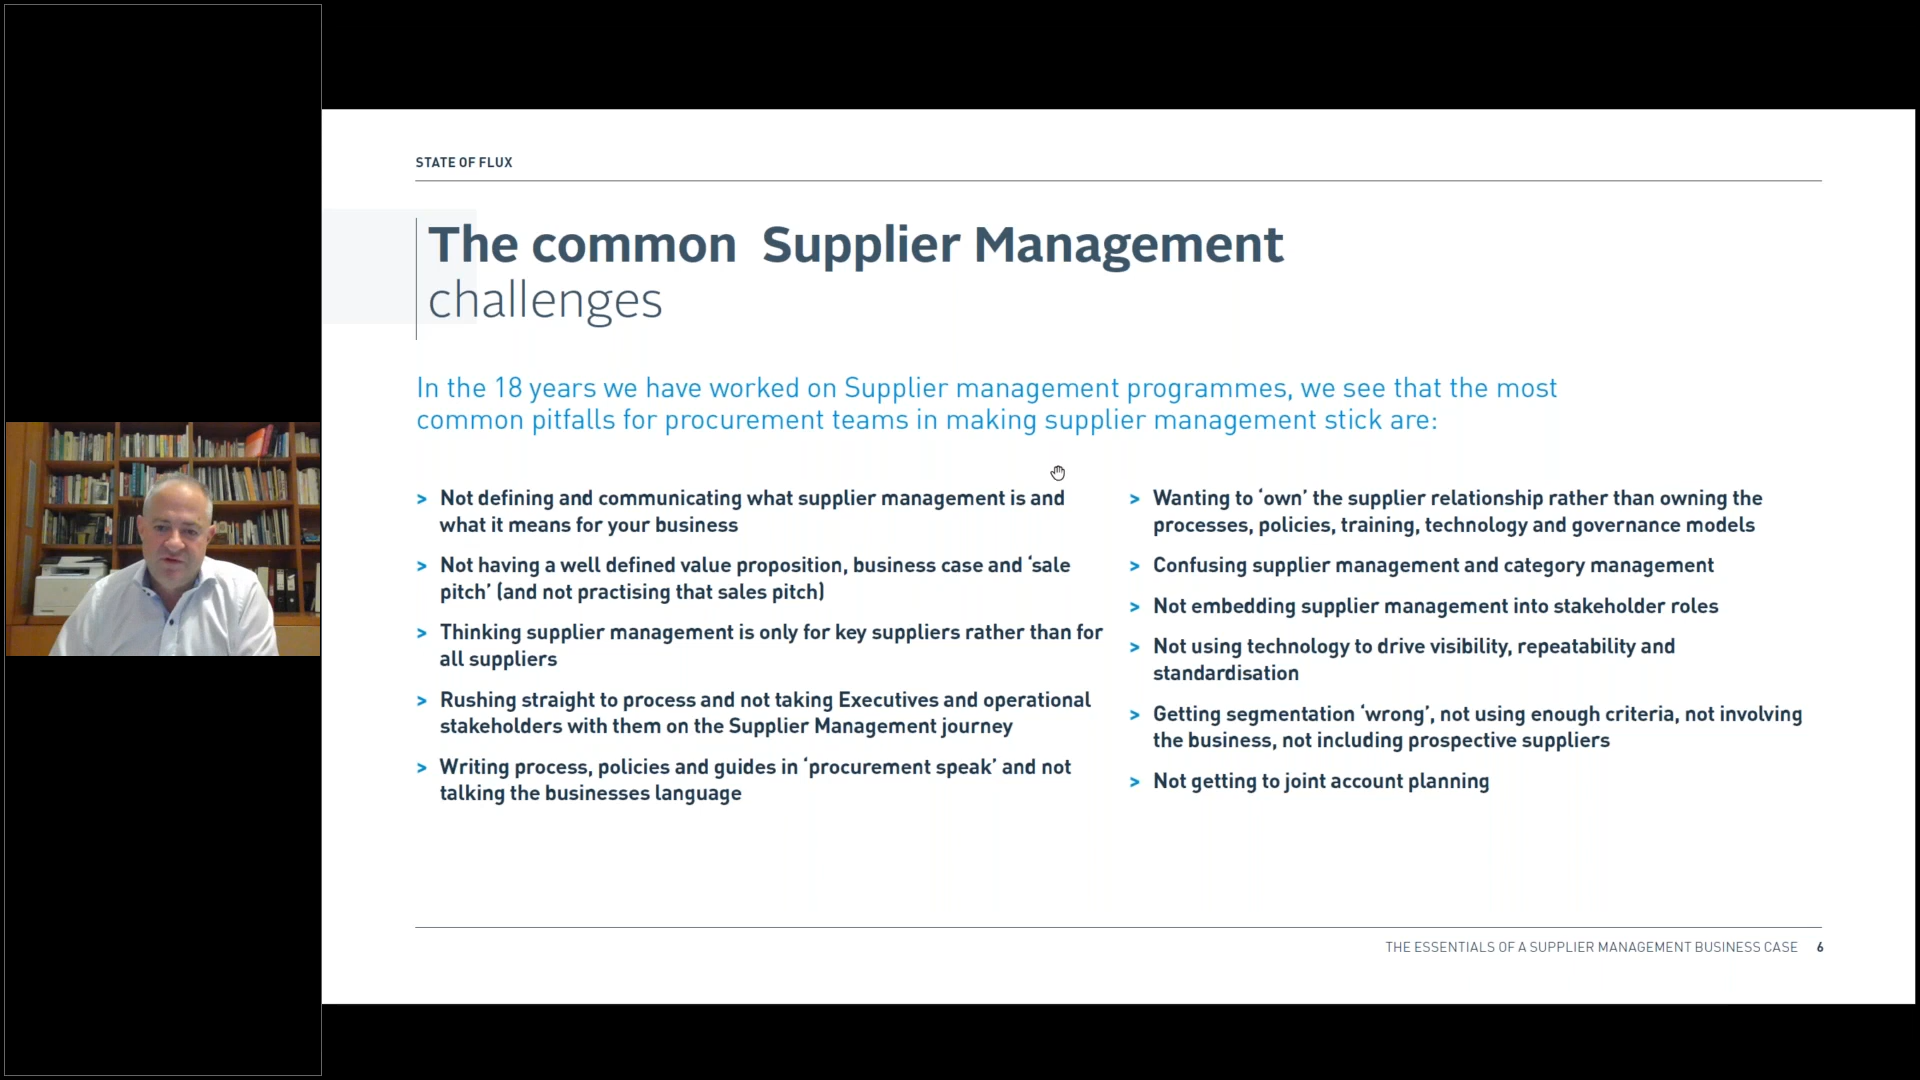 STATE OF FLUX
The common  Supplier Management
challenges
In the 18 years we have worked on Supplier management programmes, we see that the most
common pitfalls for procurement teams in making supplier management stick are:
> Not defining and communicating what supplier management is and
what it means for your business
> Not having a well defined value proposition, business case and ‘sale
pitch’ (and not practising that sales pitch)
> Thinking supplier management is only for key suppliers rather than for
all suppliers
> Rushing straight to process and not taking Executives and operational
stakeholders with them on the Supplier Management journey
> Writing process, policies and guides in ‘procurement speak’ and not
talking the businesses language
> Wanting to ‘own’ the supplier relationship rather than owning the
processes, policies, training, technology and governance models
> Confusing supplier management and category management
> Not embedding supplier management into stakeholder roles
> Not using technology to drive visibility, repeatability and
standardisation
> Getting segmentation ‘wrong’, not using enough criteria, not involving
the business, not including prospective suppliers
> Not getting to joint account planning
THE ESSENTIALS OF A SUPPLIER MANAGEMENT BUSINESS CASE 6